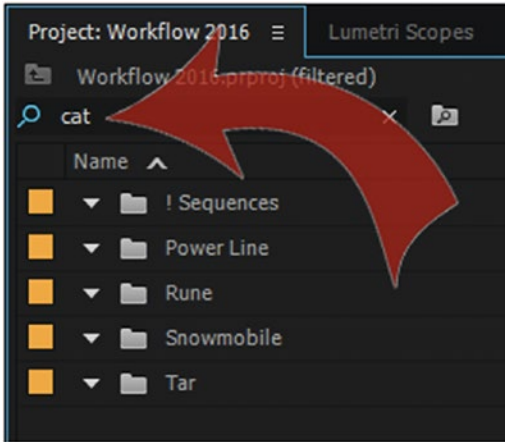 Project: Workflow 2016 Lumetri Scopes
Workflow 2016.prproj (filtered)
cat
Name
! Sequences
Power Line
Rune
Snowmobile
Tar